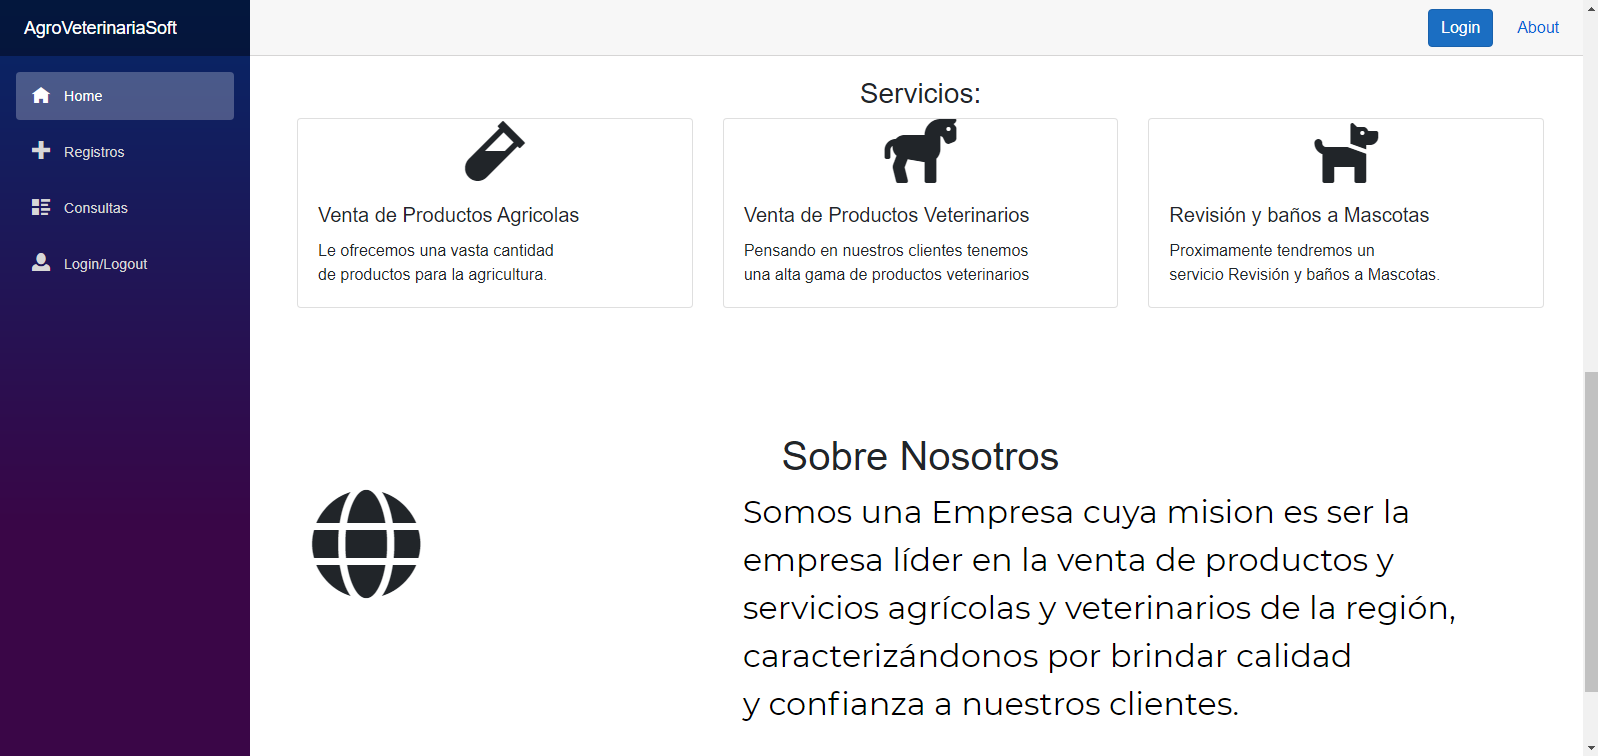 AgroVeterinariaSoft
Login
About
Home
Registros
Consultas
Login/Logout
Servicios:
Venta de Productos Agricolas
Le ofrecemos una vasta cantidad
de productos para la agricultura.
Venta de Productos Veterinarios
Pensando en nuestros clientes tenemos
una alta gama de productos veterinarios
Revisión y baños a Mascotas
Proximamente tendremos un
servicio Revisión y baños a Mascotas.
Sobre Nosotros
Somos una Empresa cuya mision es ser la
empresa líder en la venta de productos y
servicios agrícolas y veterinarios de la región,
caracterizándonos por brindar calidad
y confianza a nuestros clientes.